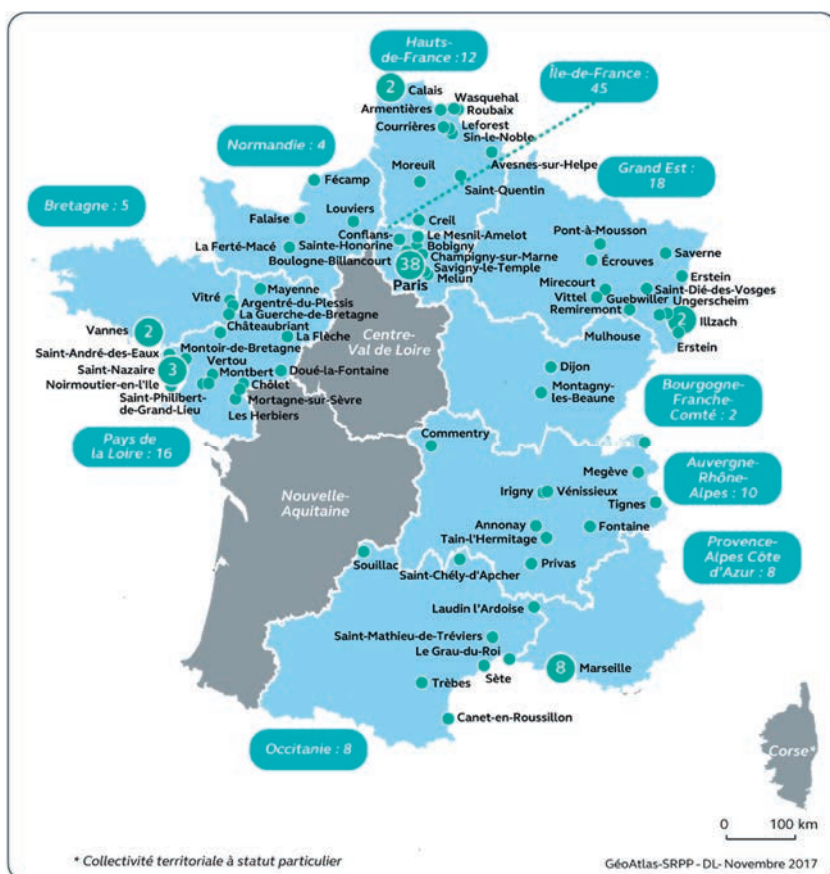 Hauts-
de-France : 12
Île-de-France :
45
2
Calais
Wasquehal
Armentières
Roubaix
Courrières
Leforest
Sin-le-Noble
Normandie : 4
Avesnes-sur-Helpe
Moreuil
Saint-Quentin
Grand Est :
18
Fécamp
Bretagne : 5
Louviers
Falaise
Creil
Conflans-
Sainte-Honorine
Le Mesnil-Amelot
Pont-à-Mousson
La Ferté-Macé
Bobigny
Saverne
Boulogne-Billancourt
38
Champigny-sur-Marne
Écrouves
Savigny-le-Temple
Erstein
Paris
Melun
Mirecourt
Saint-Dié-des-Vosges
Mayenne
Vittel
Guebwiller
Ungerscheim
Vitré
Argentré-du-Plessis
Remiremont
2
Illzach
La Guerche-de-Bretagne
Vannes
2
Châteaubriant
Centre-
Val de Loire
Mulhouse
La Flèche
Erstein
Saint-André-des-Eaux
Montoir-de-Bretagne
Saint-Nazaire
3
Vertou
Doué-la-Fontaine
Dijon
Montbert
Noirmoutier-en-l'Ile
Chôlet
Montagny-
les-Beaune
Bourgogne-
Franche-
Comté : 2
Saint-Philibert-
de-Grand-Lieu
Mortagne-sur-Sèvre
Les Herbiers
Commentry
Pays de
la Loire : 16
Megève
Auvergne-
Rhône-
Alpes : 10
Nouvelle-
Aquitaine
Irigny
Vénissieux
Tignes
Annonay
Fontaine
Tain-l'Hermitage
Provence-
Alpes Côte
d'Azur : 8
Souillac
Privas
Saint-Chély-d'Apcher
Laudin l'Ardoise
Saint-Mathieu-de-Tréviers
Le Grau-du-Roi
8
Marseille
Sète
Trèbes
Canet-en-Roussillon
Occitanie : 8
Corse*
0 100 km
* Collectivité territoriale à statut particulier
GéoAtlas-SRPP - DL- Novembre 2017